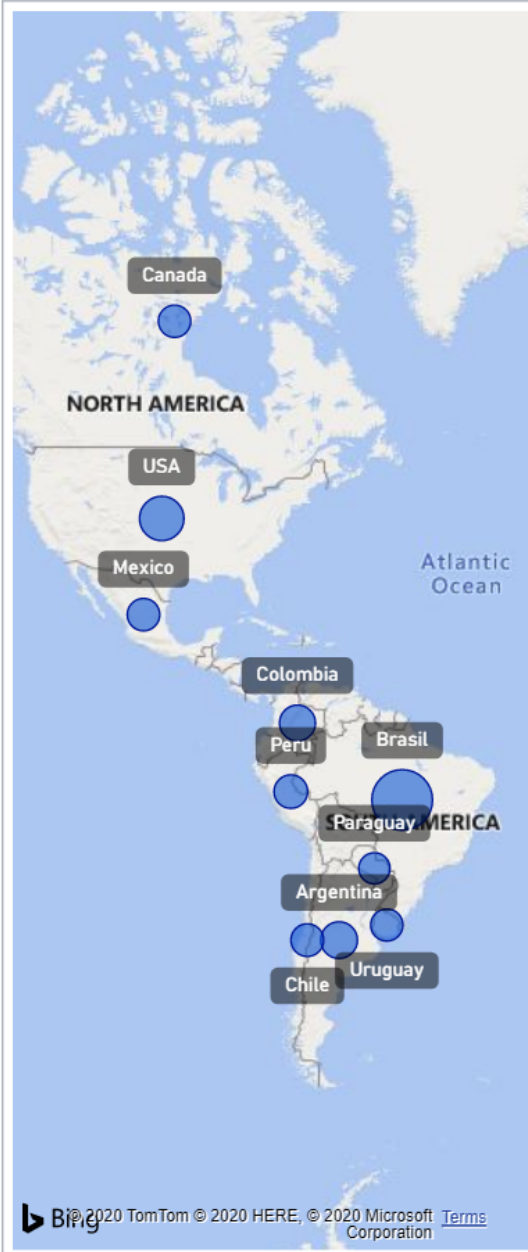 Canada
NORTH AMERICA
USA
Mexico
Atlantic
Ocean
Colombia
Peru
Brasil
Paraguay
SOUTH AMERICA
Argentina
Uruguay
Chile
Bing
© 2020 TomTom © 2020 HERE, © 2020 Microsoft
Corporation
Terms